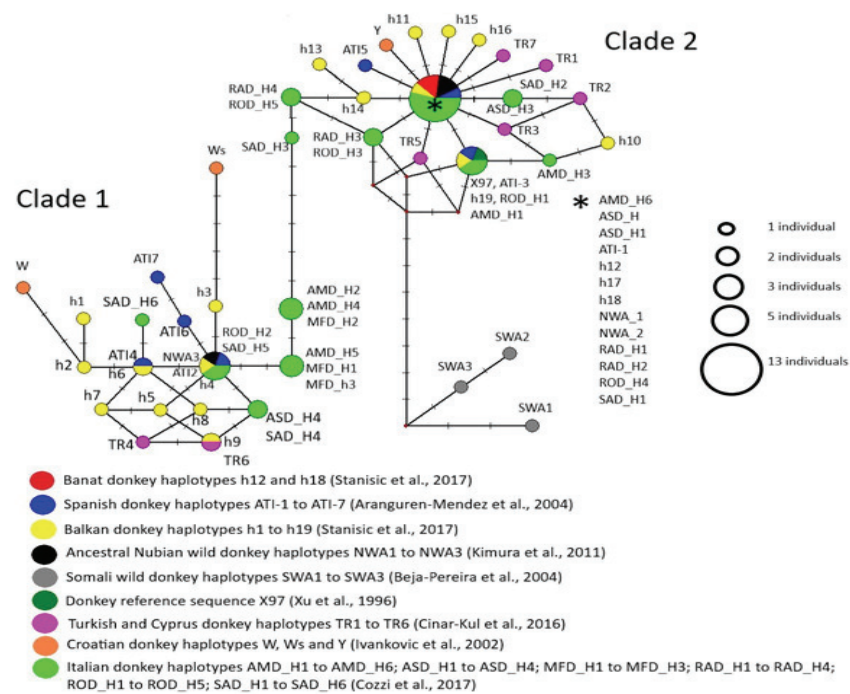 h11
h15
Y
h16
h13
ATI5
TR7
Clade 2
TR1
RAD_H4
ROD_H5
h14
*
SAD_H2
ASD_H3
TR2
SAD_H3
RAD_H3
ROD_H3
TR5
TR3
h10
AMD_H3
Ws
X97, ATI-3
h19, ROD_H1
AMD_H1
Clade 1
* AMD_H6
ASD_H
ASD_H1
ATI-1
h12
h17
h18
NWA_1
NWA_2
RAD_H1
RAD_H2
ROD_H4
SAD_H1
1 individual
2 individuals
3 individuals
5 individuals
13 individuals
W
ATI7
h1
SAD_H6
h3
ATI6
AMD_H2
AMD_H4
MFD_H2
ROD_H2
SAD_H5
h2
ATI4
h6
NWA3
ATI2
h4
AMD_H5
MFD_H1
MFD_h3
SWA2
SWA3
SWA1
h7
h5
h8
ASD_H4
SAD_H4
TR4
h9
TR6
Banat donkey haplotypes h12 and h18 (Stanisic et al., 2017)
Spanish donkey haplotypes ATI-1 to ATI-7 (Aranguren-Mendez et al., 2004)
Balkan donkey haplotypes h1 to h19 (Stanisic et al., 2017)
Ancestral Nubian wild donkey haplotypes NWA1 to NWA3 (Kimura et al., 2011)
Somali wild donkey haplotypes SWA1 to SWA3 (Beja-Pereira et al., 2004)
Donkey reference sequence X97 (Xu et al., 1996)
Turkish and Cyprus donkey haplotypes TR1 to TR6 (Cinar-Kul et al., 2016)
Croatian donkey haplotypes W, Ws and Y (Ivankovic et al., 2002)
Italian donkey haplotypes AMD_H1 to AMD_H6; ASD_H1 to ASD_H4; MFD_H1 to MFD_H3; RAD_H1 to RAD_H4;
ROD_H1 to ROD_H5; SAD_H1 to SAD_H6 (Cozzi et al., 2017)